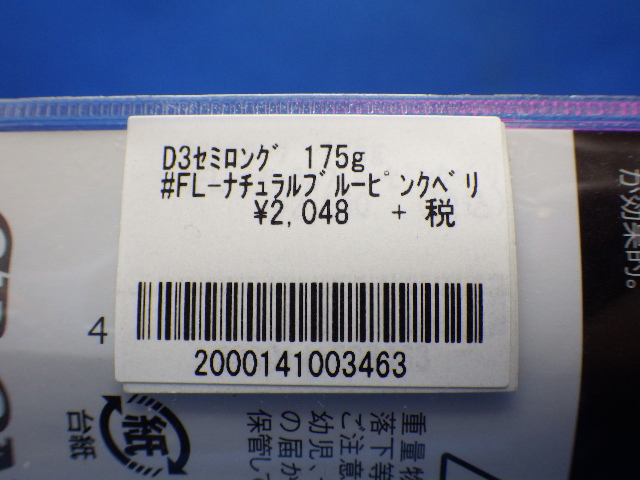 D3ｾﾐﾛﾝｸﾞ 175g
#FL-ﾅﾁｭﾗﾙﾌﾞﾙｰﾋﾟﾝｸﾍﾞﾘ
¥2,048 + 税
2000141003463
4
紙
台紙
重量物
落下等
ご注意
幼児、
の届か
保管し
が効果的。